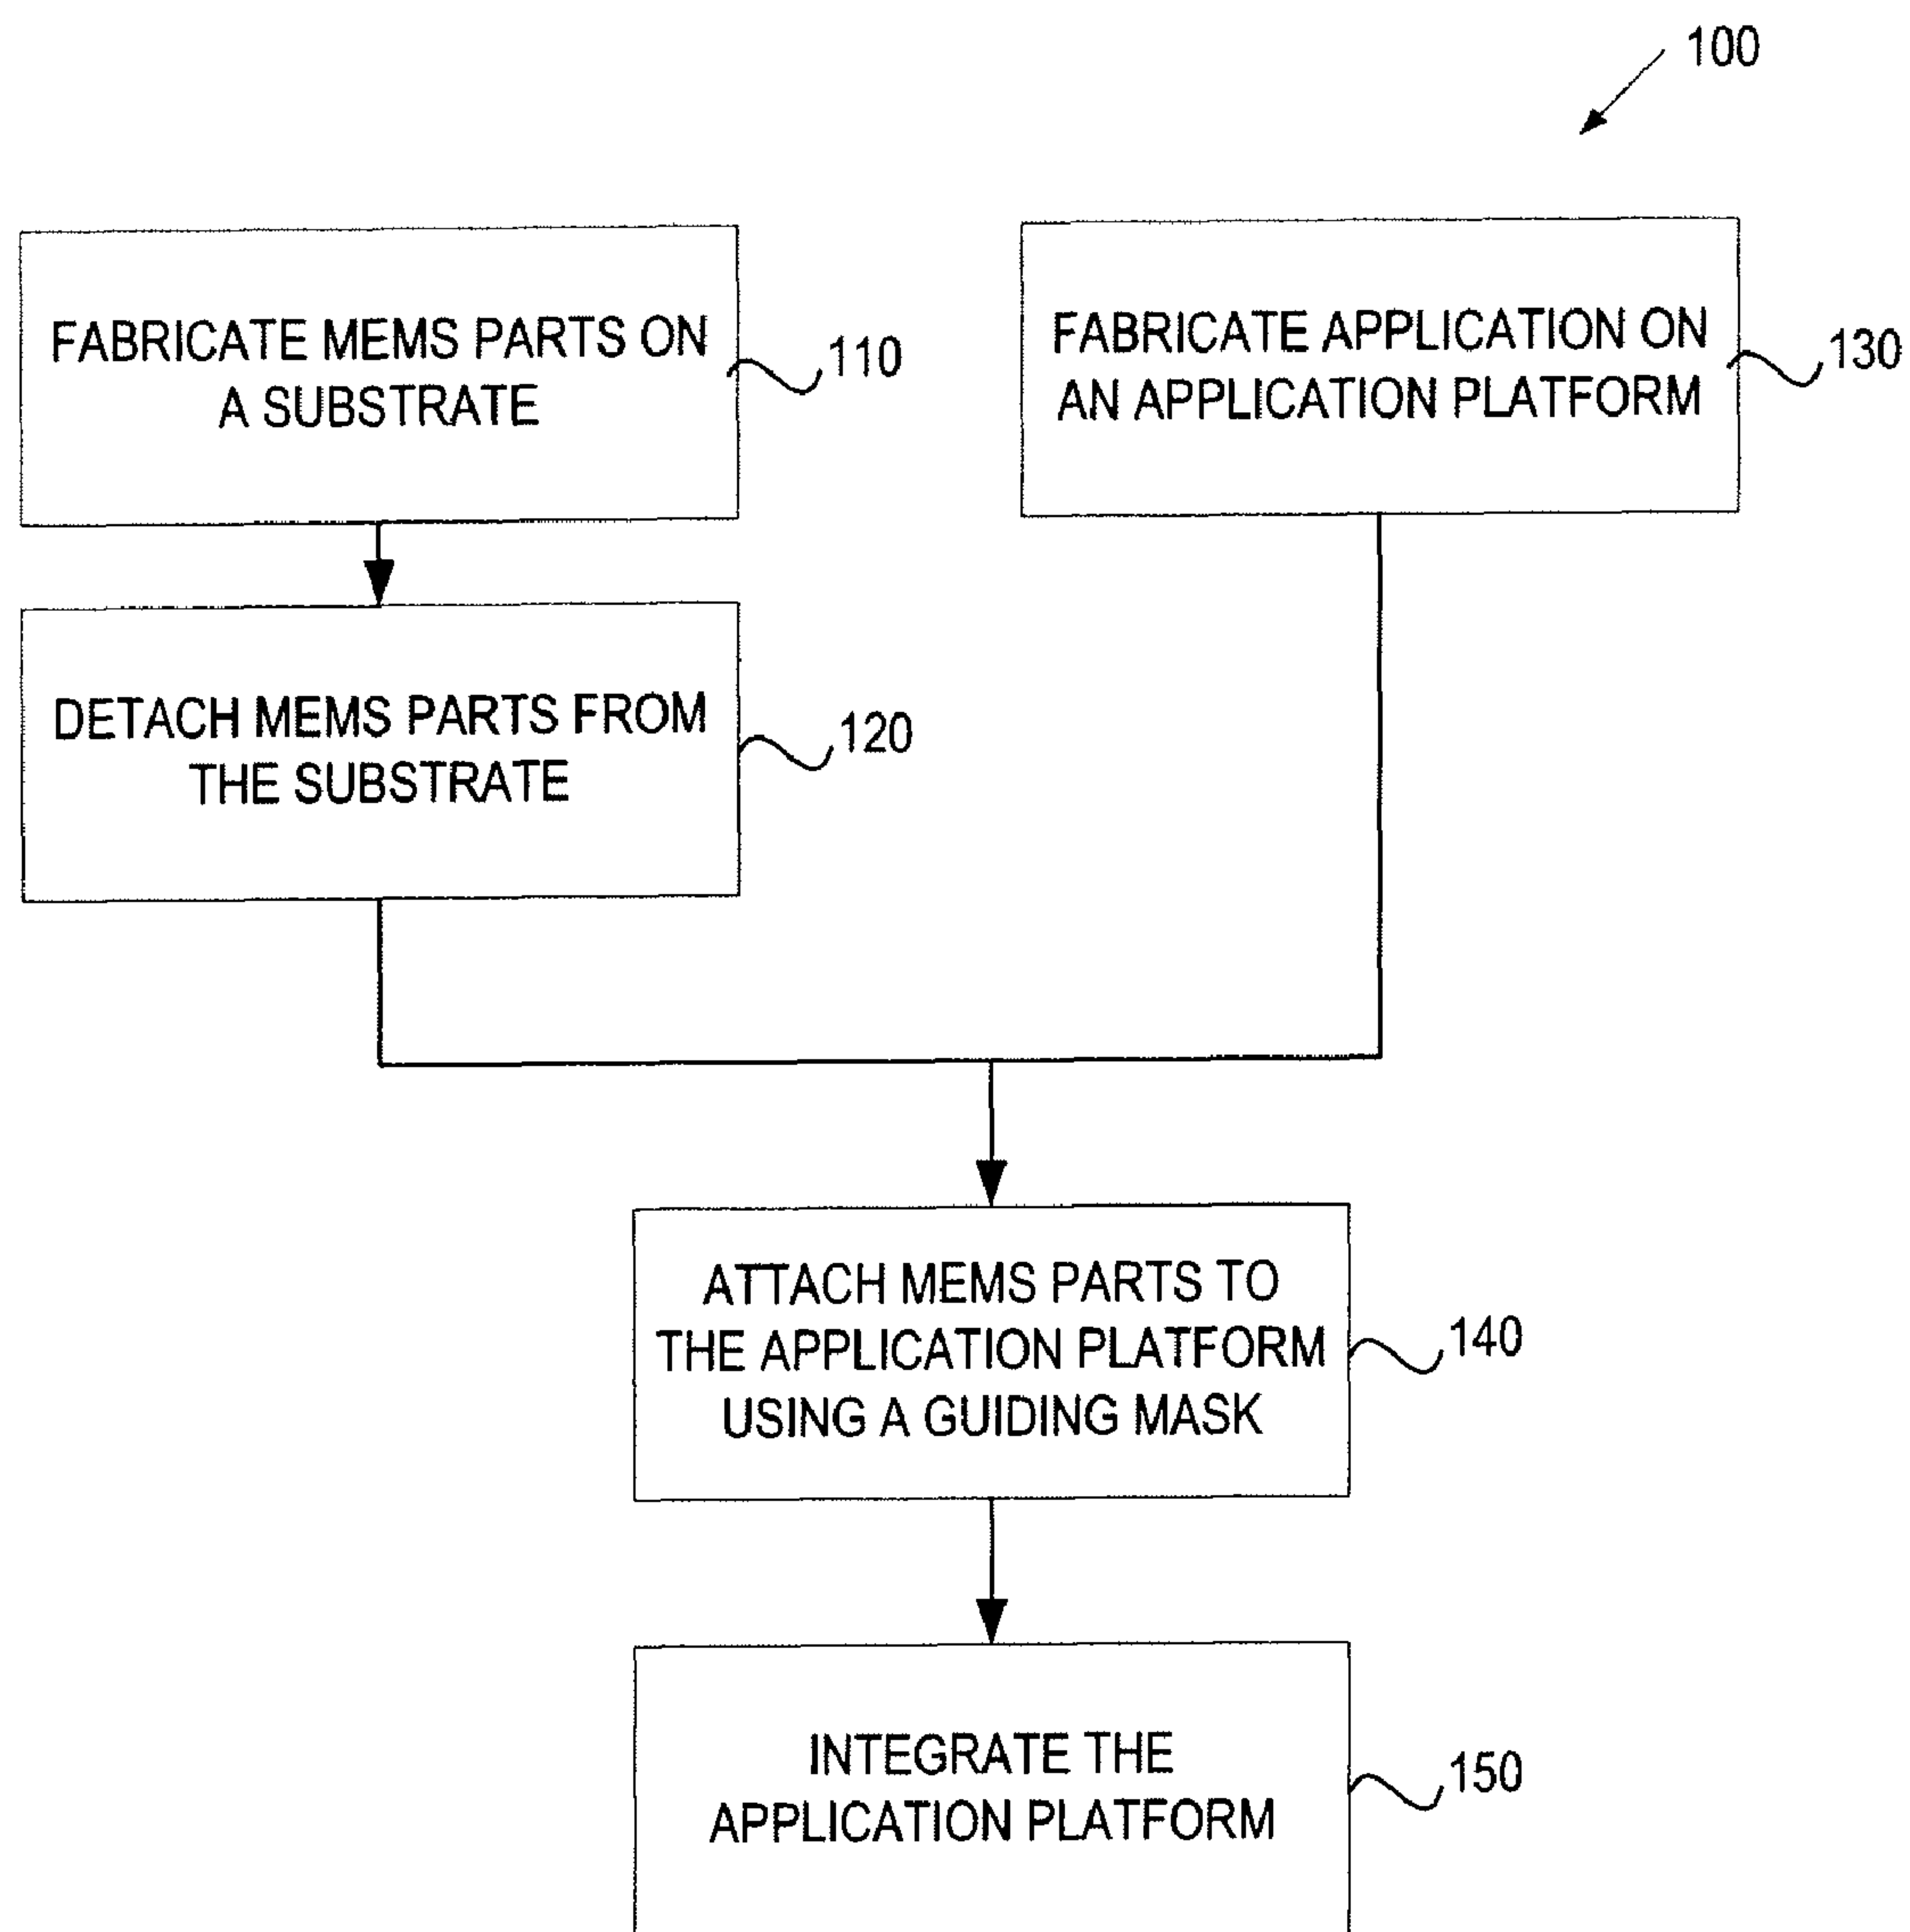 100
FABRICATE MEMS PARTS ON
A SUBSTRATE
110
FABRICATE APPLICATION ON
AN APPLICATION PLATFORM
130
DETACH MEMS PARTS FROM
THE SUBSTRATE
120
ATTACH MEMS PARTS TO
THE APPLICATION PLATFORM
USING A GUIDING MASK
140
INTEGRATE THE
APPLICATION PLATFORM
150